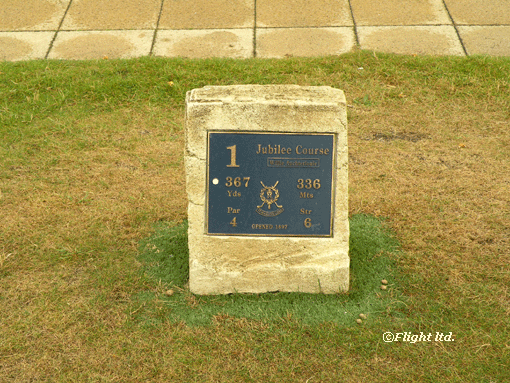 1 Jubilee Course
367 336
Yds Mts
Par Str
4 6
OPENED 1897
©Flight ltd.